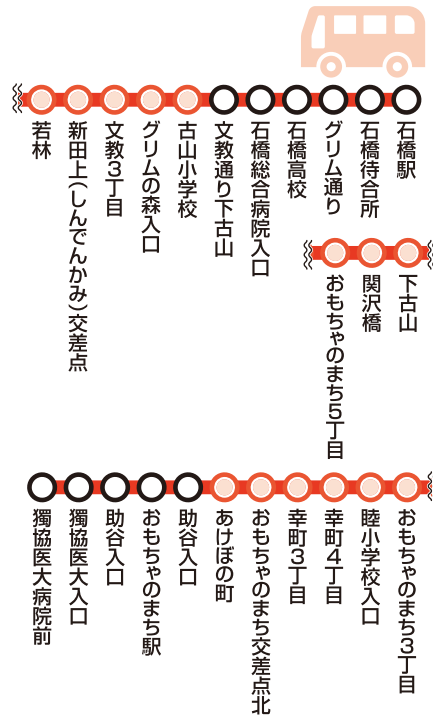 石橋駅
石橋待合所
グリム通り
石橋高校
石橋総合病院入口
文教通り下古山
古山小学校
グリムの森入口
文教3丁目
新田上（しんでんかみ）交差点
若林
下古山
関沢橋
おもちゃのまち5丁目
おもちゃのまち3丁目
睦小学校入口
幸町4丁目
幸町3丁目
おもちゃのまち交差点北
あけぼの町
助谷入口
おもちゃのまち駅
助谷入口
獨協医大入口
獨協医大病院前